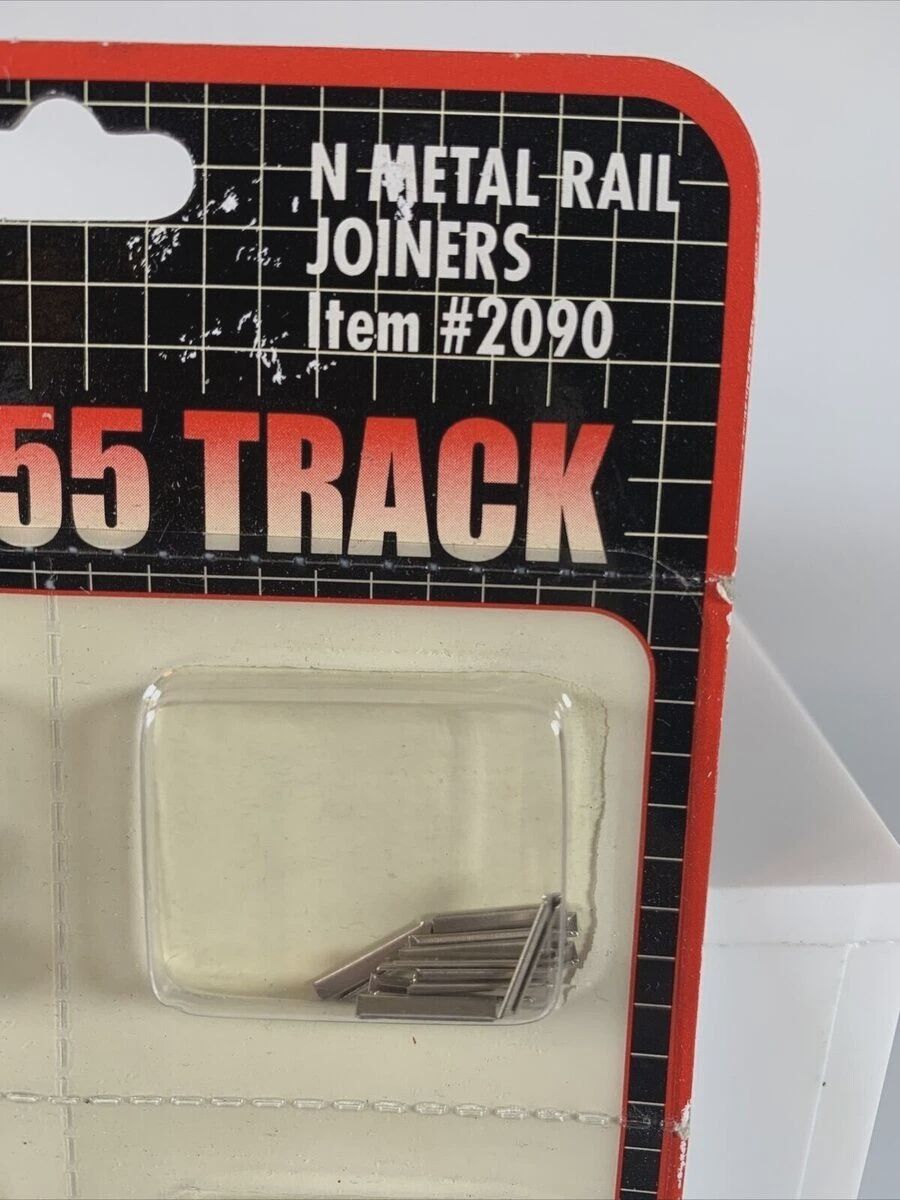 N METAL RAIL
JOINERS
Item #2090
55 TRACK